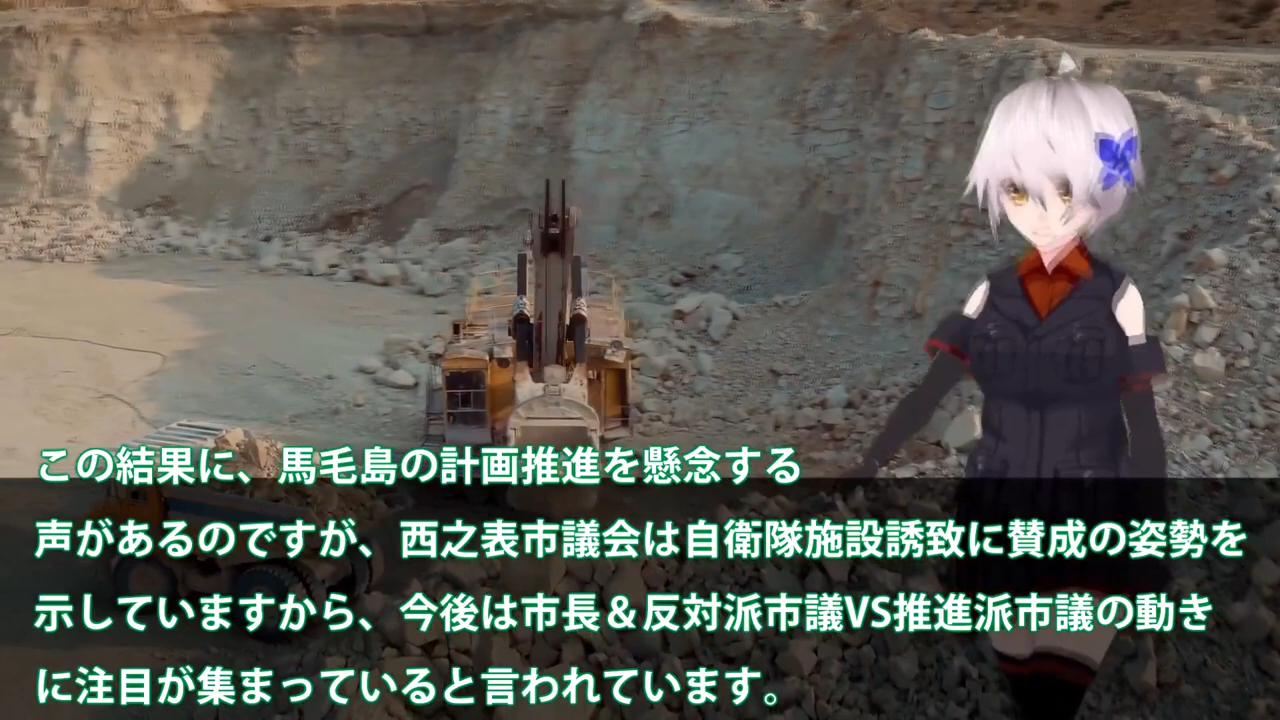 この結果に、馬毛島の計画推進を懸念する
声があるのですが、西之表市議会は自衛隊施設誘致に賛成の姿勢を
示していますから、今後は市長＆反対派市議VS推進派市議の動き
に注目が集まっていると言われています。